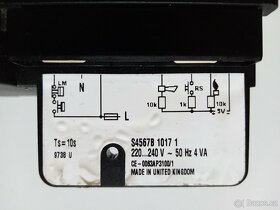 LM
N
RS
10k
1k
10k
5V
L
Ts=10s
9738 U
S4567B 1017 1
220...240 V ~ 50 Hz 4 VA
CE-0063AP3100/1
MADE IN UNITED KINGDOM